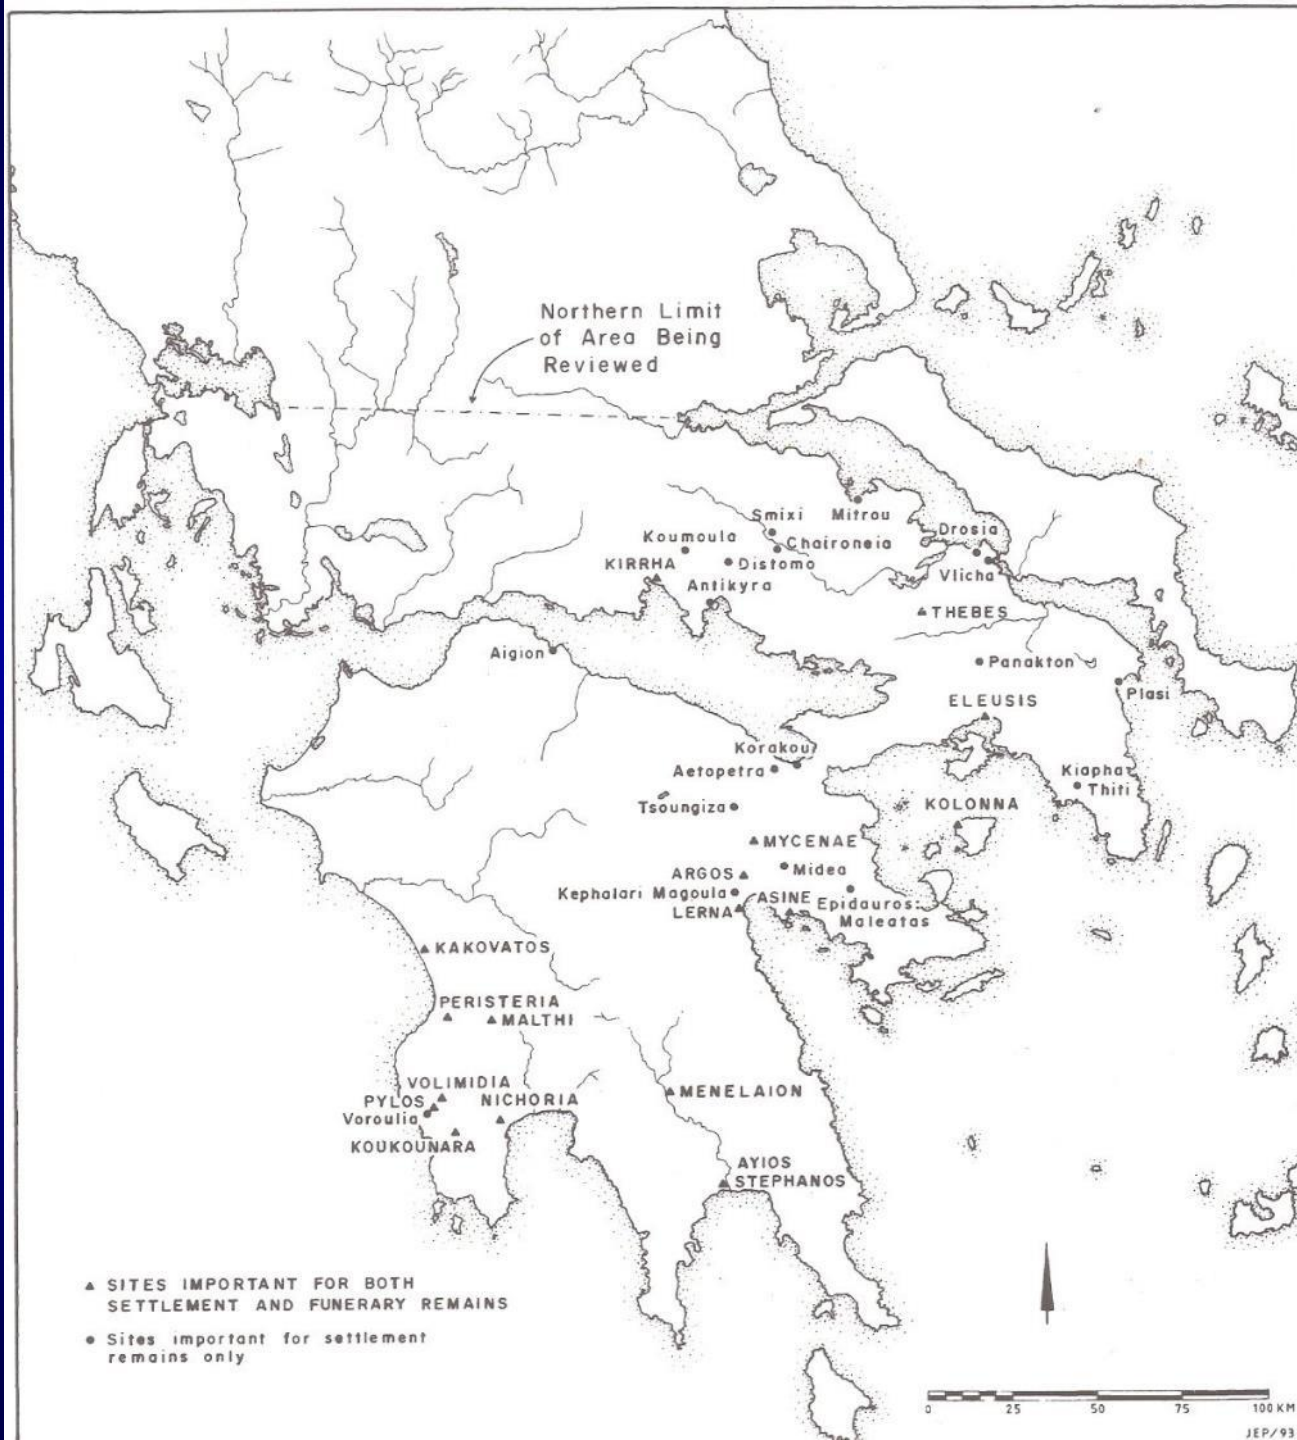 Northern Limit
of Area Being
Reviewed
Smixi
Mitrou
Drosia
Koumoula
Chaironeia
KIRRHA
Distomo
Vlicha
Antikyra
THEBES
Aigion
Panakton
Plasi
ELEUSIS
Korakou
Aetopetra
Kiapha
Thiti
Tsoungiza
KOLONNA
MYCENAE
ARGOS
Midea
Kephalari Magoula
ASINE
Epidauros:
Maleatas
LERNA
KAKOVATOS
PERISTERIA
MALTHI
VOLIMIDIA
PYLOS
NICHORIA
MENELAION
Voroulia
KOUKOUNARA
AYIOS
STEPHANOS
SITES IMPORTANT FOR BOTH
SETTLEMENT AND FUNERARY REMAINS
Sites important for settlement
remains only
0 25 50 75 100 KM
JEP/93